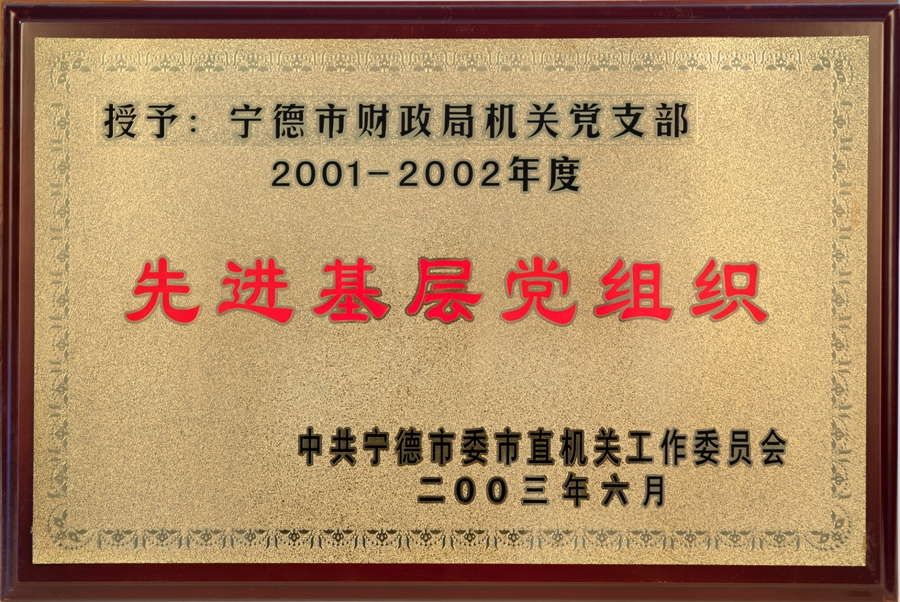 授予：宁德市财政局机关党支部
2001-2002年度
先进基层党组织
中共宁德市委市直机关工作委员会
二00三年六月